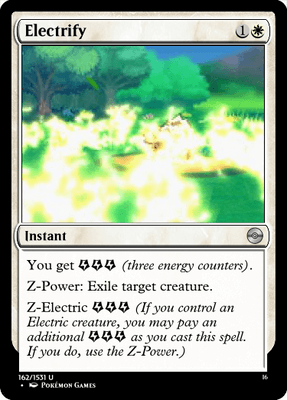 Electrify 1
Instant
You get (three energy counters).
Z-Power: Exile target creature.
Z-Electric (If you control an
Electric creature, you may pay an
additional as you cast this spell.
If you do, use the Z-Power.)
162/1531 U 16
• Pokémon Games